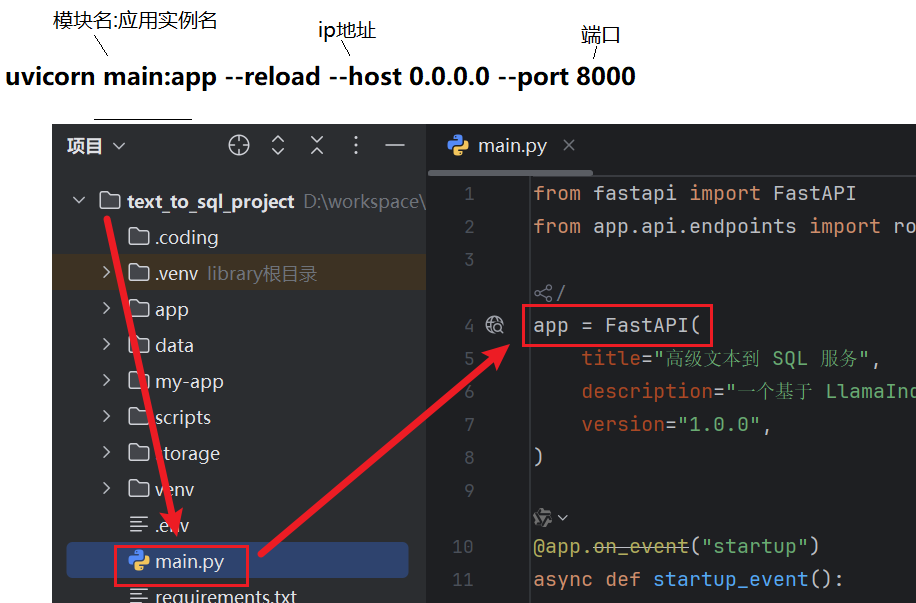 模块名:应用实例名
ip地址
端口
uvicorn main:app --reload --host 0.0.0.0 --port 8000
项目
main.py
text_to_sql_project D:\workspace\
.coding
.venv library根目录
app
data
my-app
scripts
storage
venv
.env
main.py
requirements.txt
1 from fastapi import FastAPI
2 from app.api.endpoints import ro
3
/
4 app = FastAPI(
5 title="高级文本到 SQL 服务",
6 description="一个基于 LlamaInd
7 version="1.0.0",
8 )
9
10 @app.on_event("startup")
11 async def startup_event():